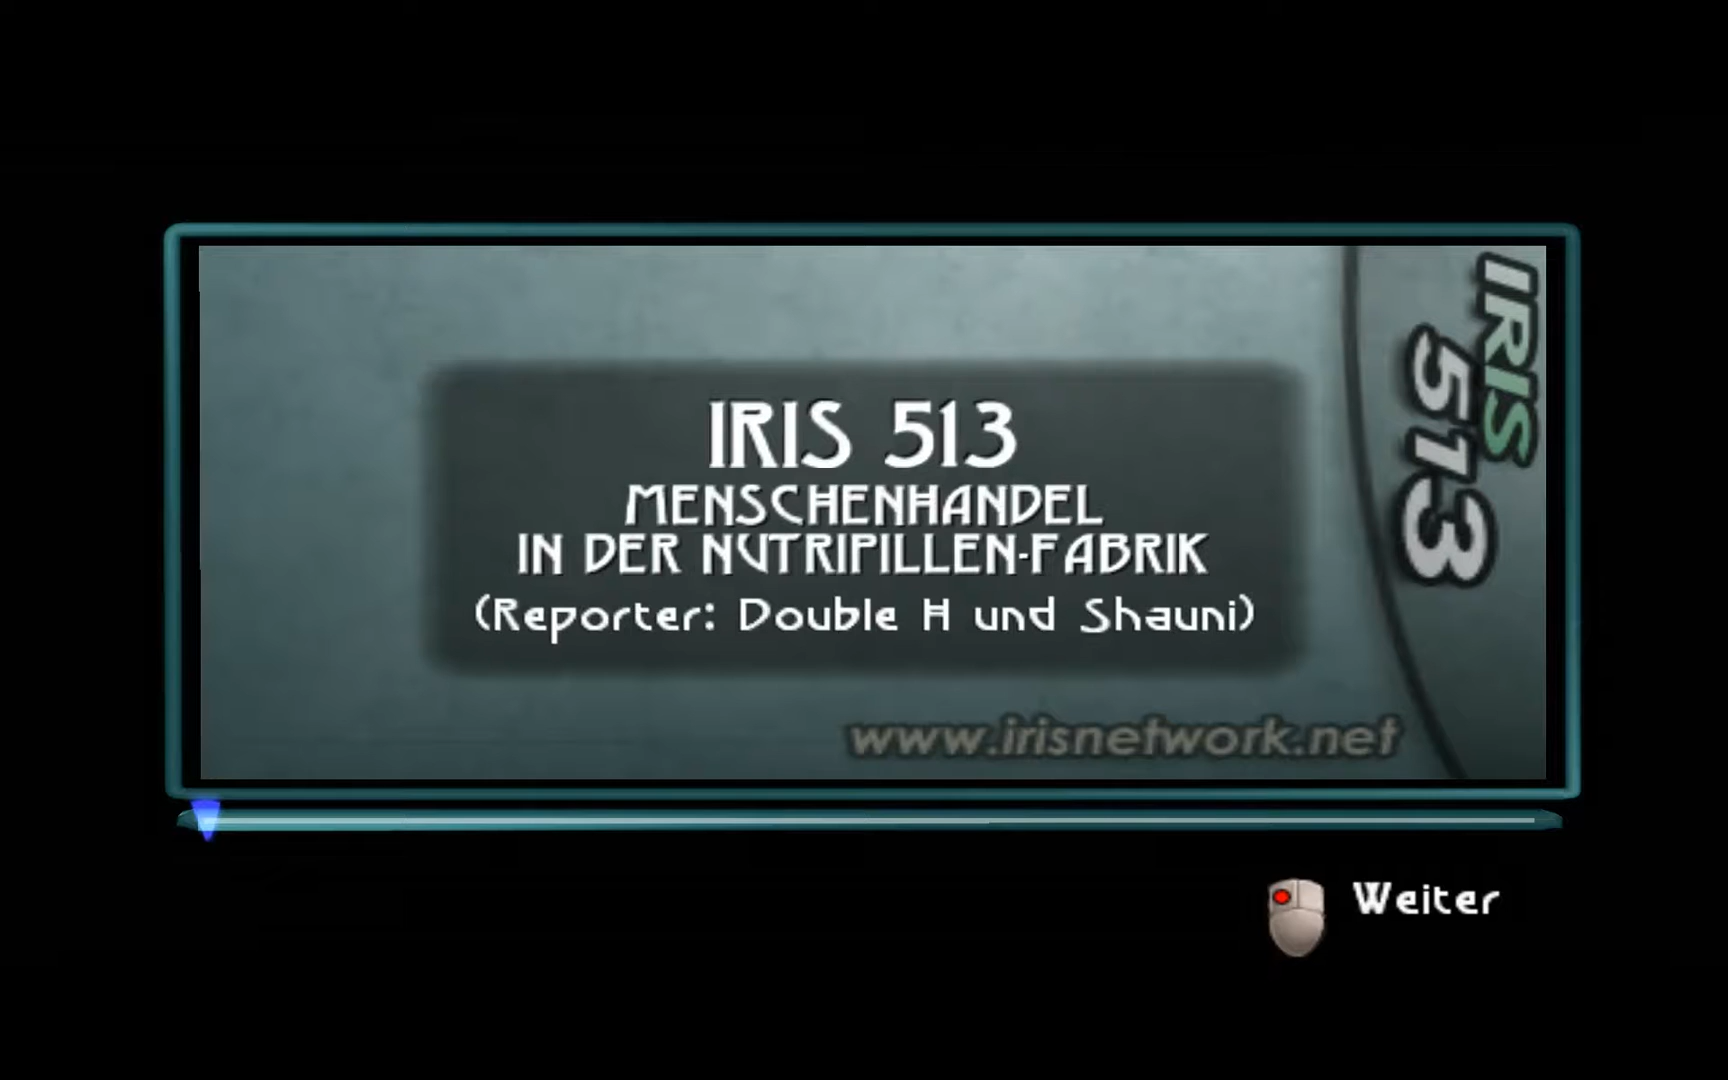 IRIS 513
MENSCHENHANDEL
IN DER NUTRIPILLEN-FABRIK
(Reporter: Double H und Shauni)
IRIS
513
www.irisnetwork.net
Weiter